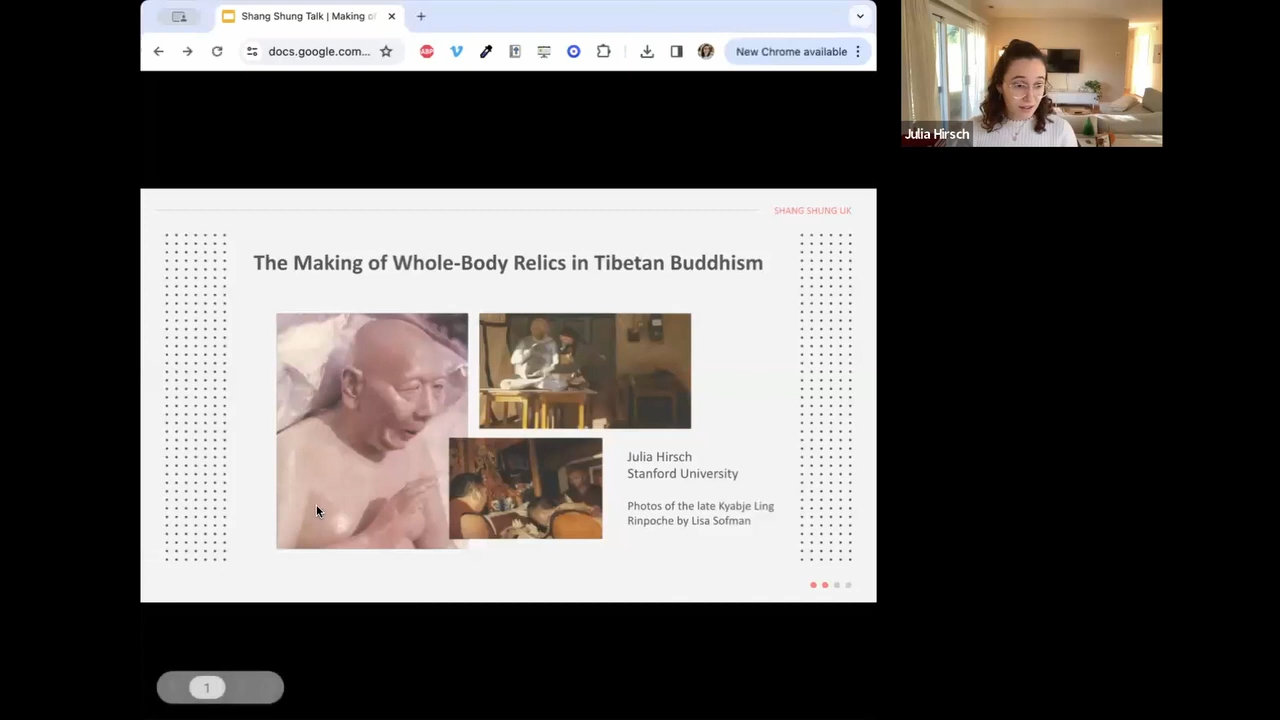 Shang Shung Talk | Making of
docs.google.com...
ABP
New Chrome available
Julia Hirsch
SHANG SHUNG UK
The Making of Whole-Body Relics in Tibetan Buddhism
Julia Hirsch
Stanford University
Photos of the late Kyabje Ling
Rinpoche by Lisa Sofman
1